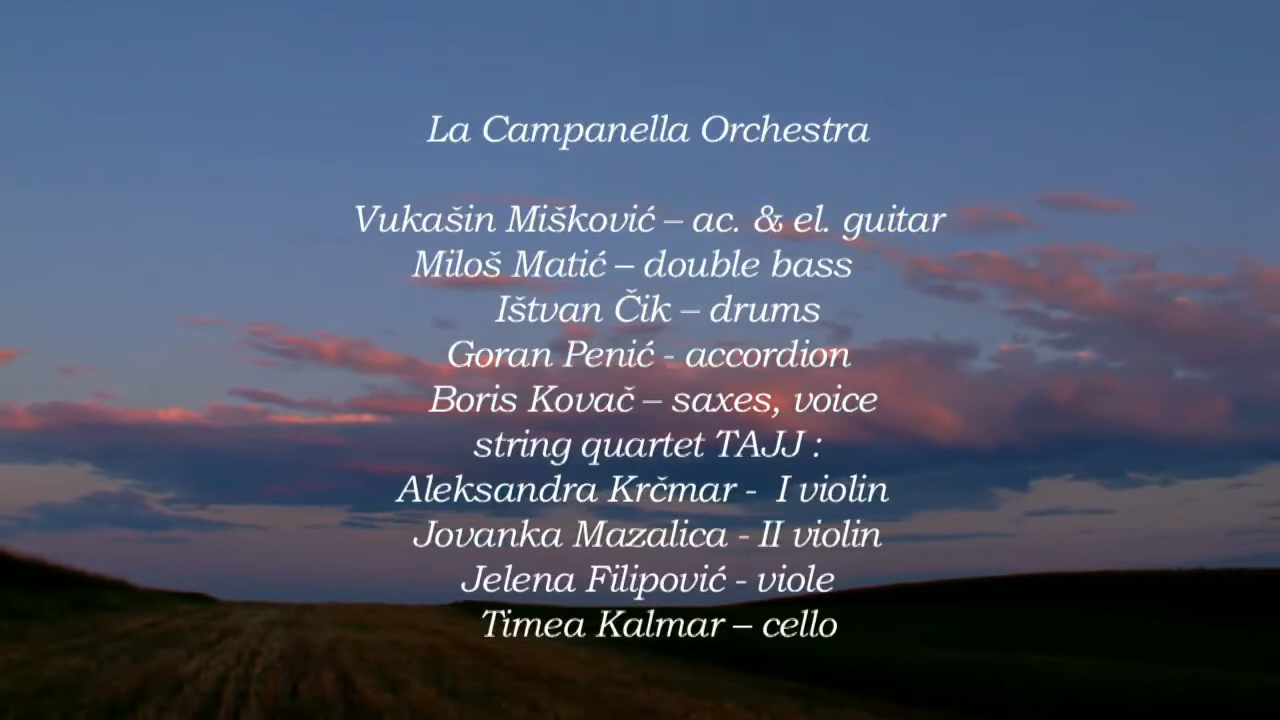 La Campanella Orchestra
Vukašin Mišković – ac. & el. guitar
Miloš Matić – double bass
Ištvan Čik – drums
Goran Penić - accordion
Boris Kovač – saxes, voice
string quartet TAJJ :
Aleksandra Krčmar -  I violin
Jovanka Mazalica - II violin
Jelena Filipović - viole
Timea Kalmar – cello